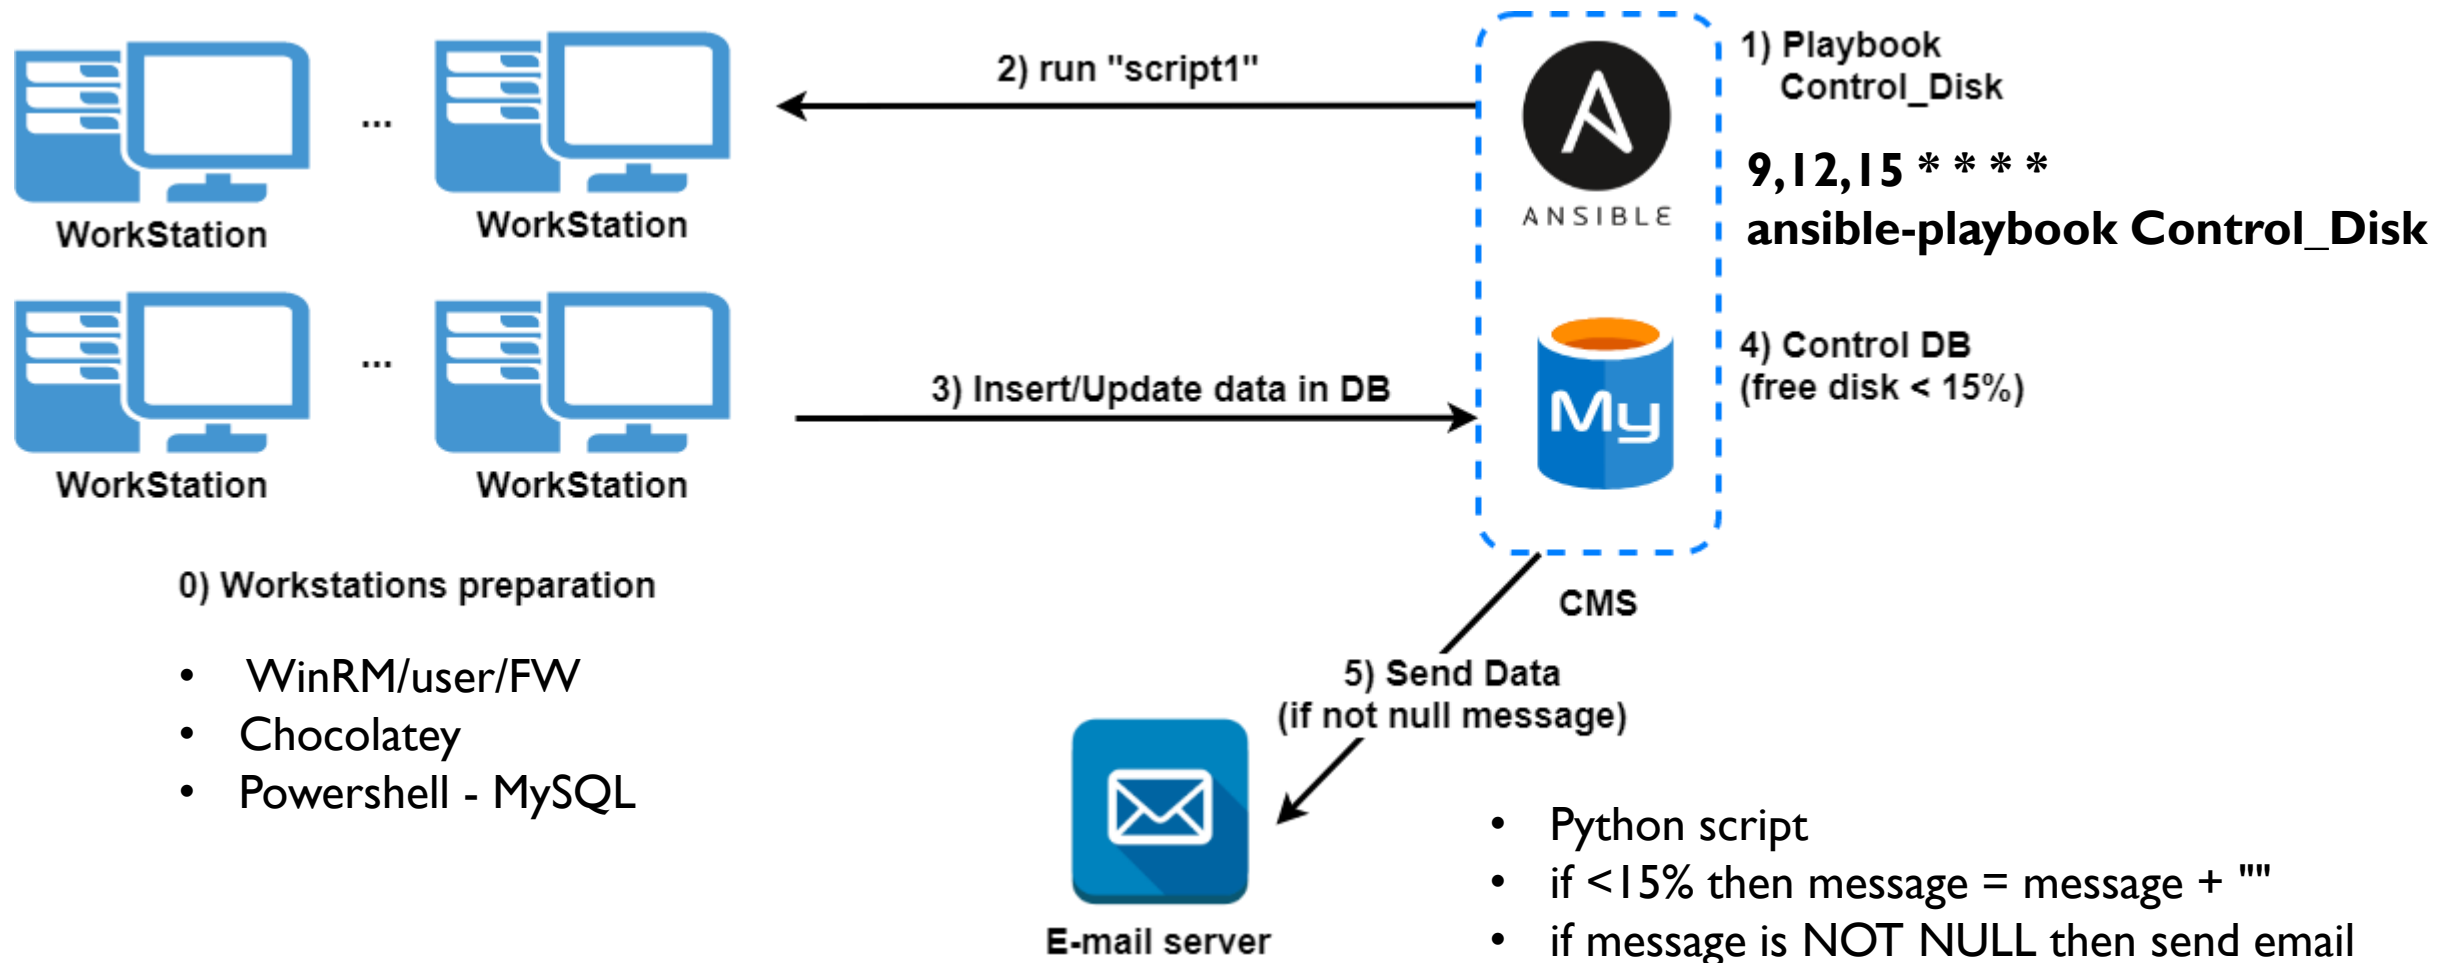 2) run "script1"
1) Playbook
Control_Disk
...
9,12,15 * * * *
ansible-playbook Control_Disk
ANSIBLE
WorkStation
WorkStation
...
3) Insert/Update data in DB
4) Control DB
(free disk < 15%)
My
WorkStation
WorkStation
0) Workstations preparation
CMS
• WinRM/user/FW
• Chocolatey
• Powershell - MySQL
5) Send Data
(if not null message)
E-mail server
• Python script
• if <15% then message = message + ""
• if message is NOT NULL then send email